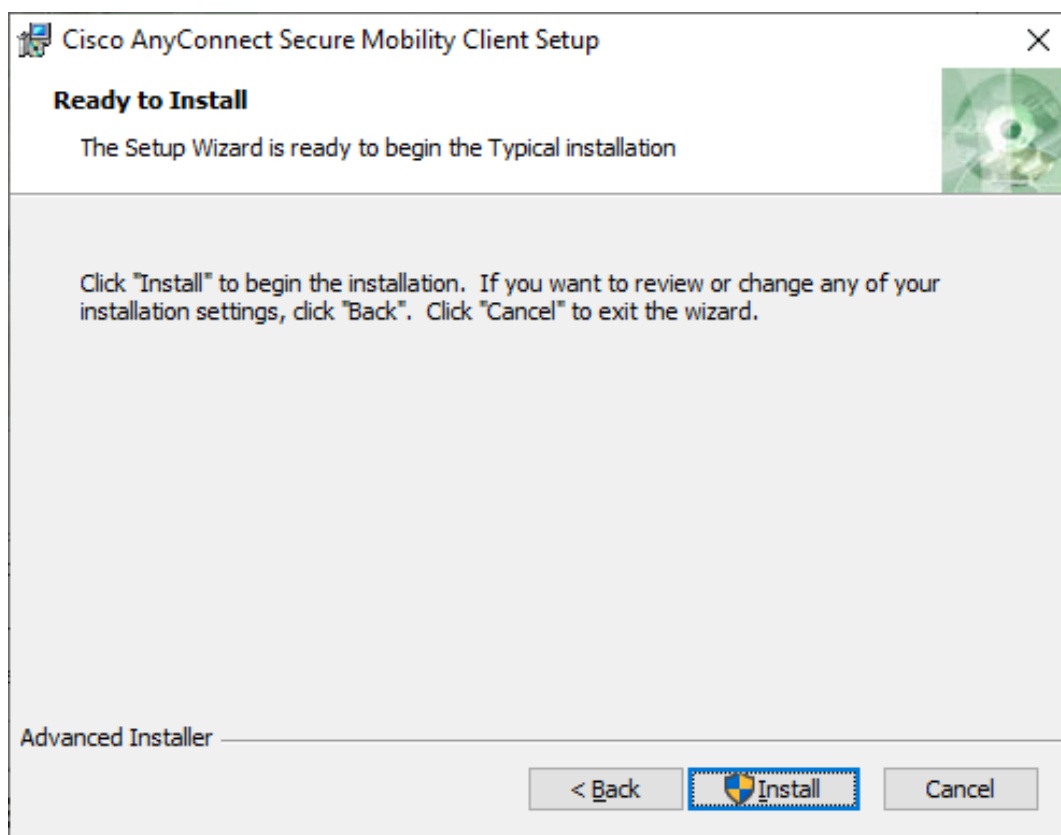 Cisco AnyConnect Secure Mobility Client Setup
Ready to Install
The Setup Wizard is ready to begin the Typical installation
Click "Install" to begin the installation.  If you want to review or change any of your
installation settings, click "Back".  Click "Cancel" to exit the wizard.
Advanced Installer
< Back
Install
Cancel